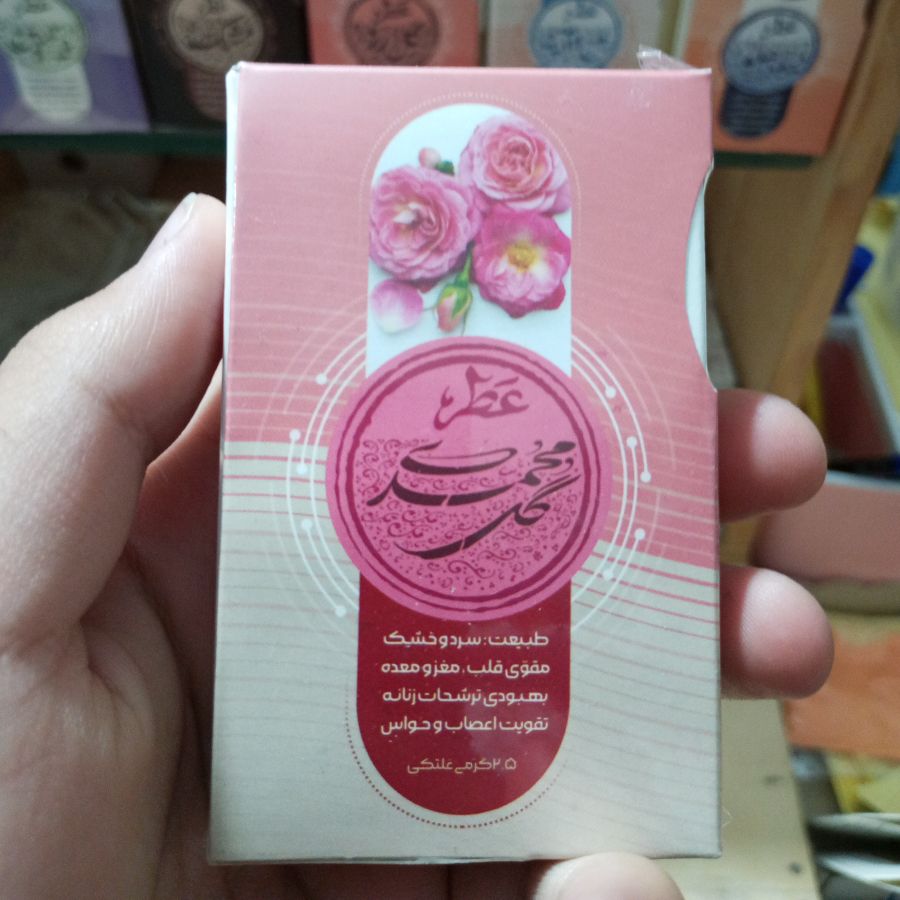 عطر
گل محمدی
طبیعت: سرد و خشک
مقوّی قلب، مغز و معده
بهبودی ترشحات زنانه
تقویت اعصاب و حواس
۲.۵ گرمی غلتکی